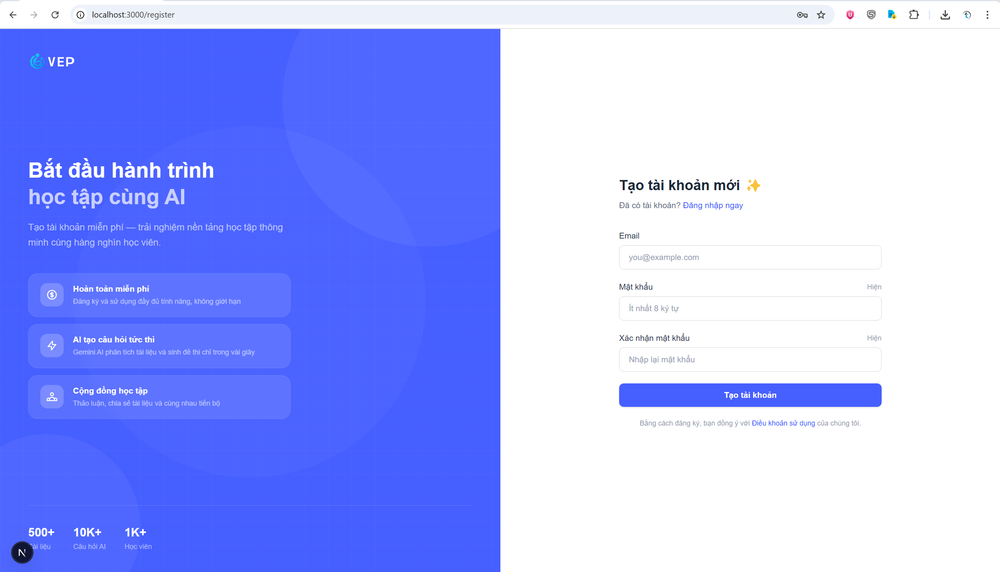 localhost:3000/register
VEP
Bắt đầu hành trình
học tập cùng AI
Tạo tài khoản miễn phí — trải nghiệm nền tảng học tập thông
minh cùng hàng nghìn học viên.
Hoàn toàn miễn phí
Đăng ký và sử dụng đầy đủ tính năng, không giới hạn
AI tạo câu hỏi tức thì
Gemini AI phân tích tài liệu và sinh đề thi chỉ trong vài giây
Cộng đồng học tập
Thảo luận, chia sẻ tài liệu và cùng nhau tiến bộ
500+
10K+
1K+
Tài liệu
Câu hỏi AI
Học viên
N
Tạo tài khoản mới ✨
Đã có tài khoản? Đăng nhập ngay
Email
you@example.com
Mật khẩu
Hiện
Ít nhất 8 ký tự
Xác nhận mật khẩu
Hiện
Nhập lại mật khẩu
Tạo tài khoản
Bằng cách đăng ký, bạn đồng ý với Điều khoản sử dụng của chúng tôi.